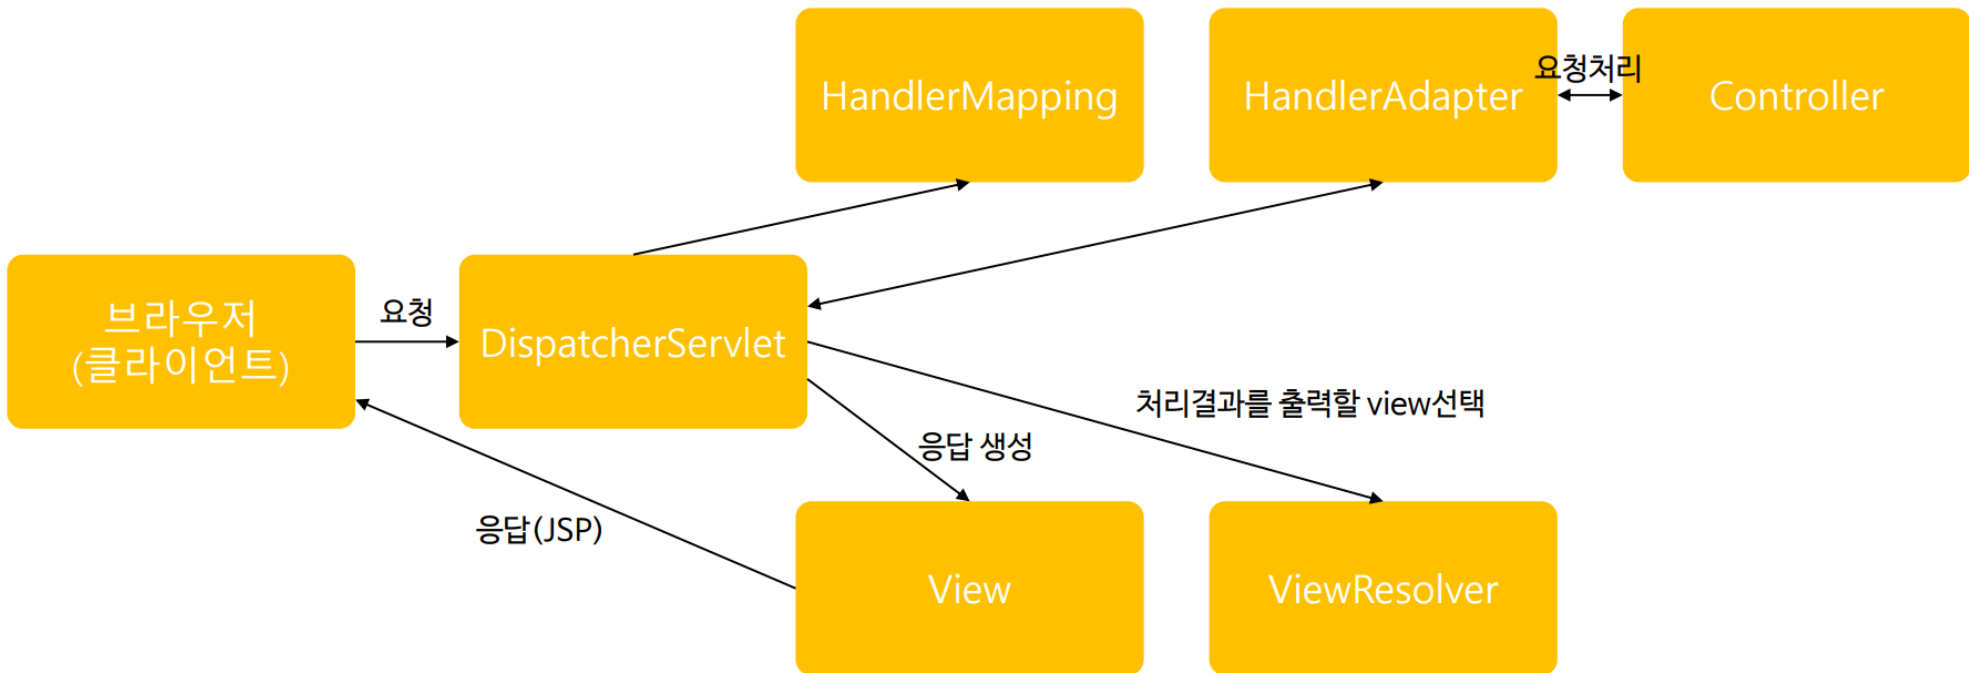 HandlerMapping
HandlerAdapter
요청처리
Controller
브라우저
(클라이언트)
요청
DispatcherServlet
처리결과를 출력할 view선택
응답 생성
응답(JSP)
View
ViewResolver